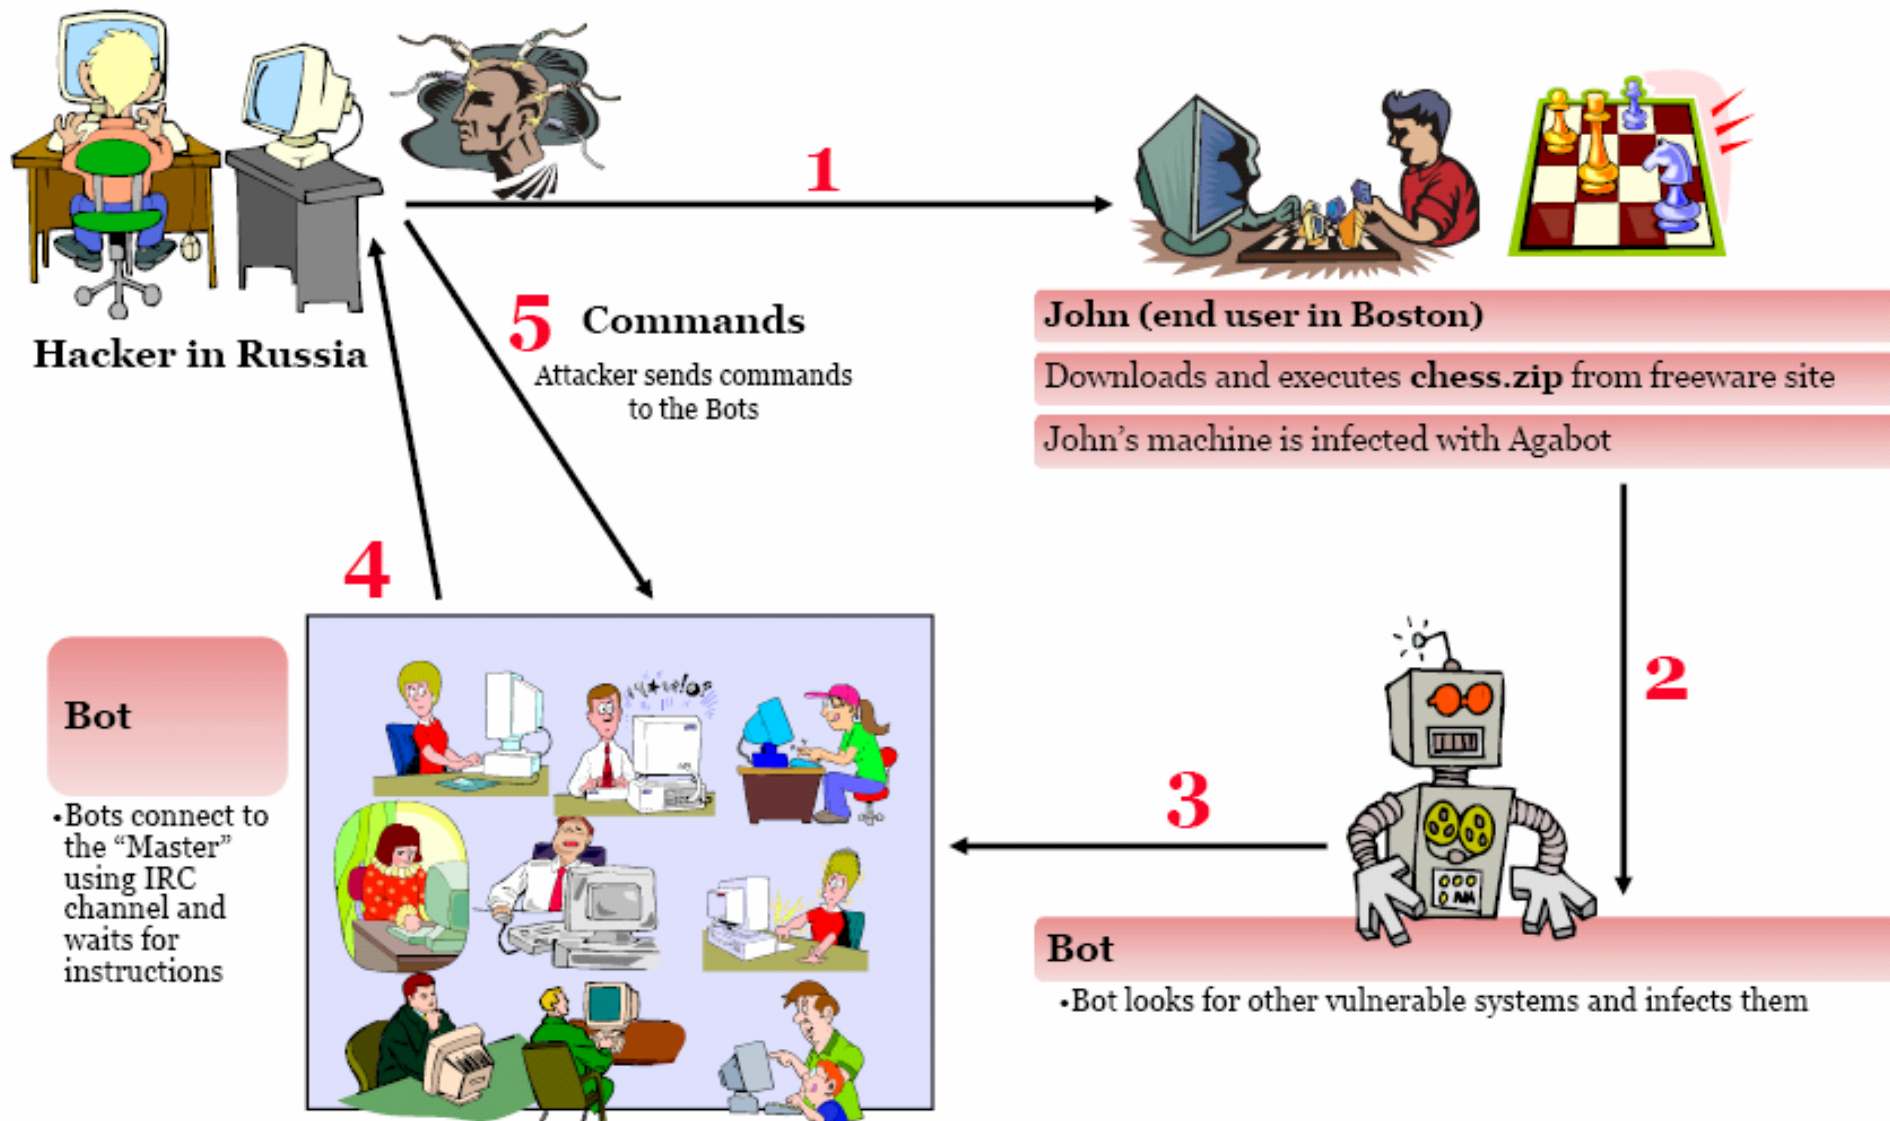 1
Hacker in Russia
5
Commands
Attacker sends commands
to the Bots
John (end user in Boston)
Downloads and executes chess.zip from freeware site
John’s machine is infected with Agabot
4
2
Bot
•Bots connect to
the “Master”
using IRC
channel and
waits for
instructions
3
Bot
•Bot looks for other vulnerable systems and infects them